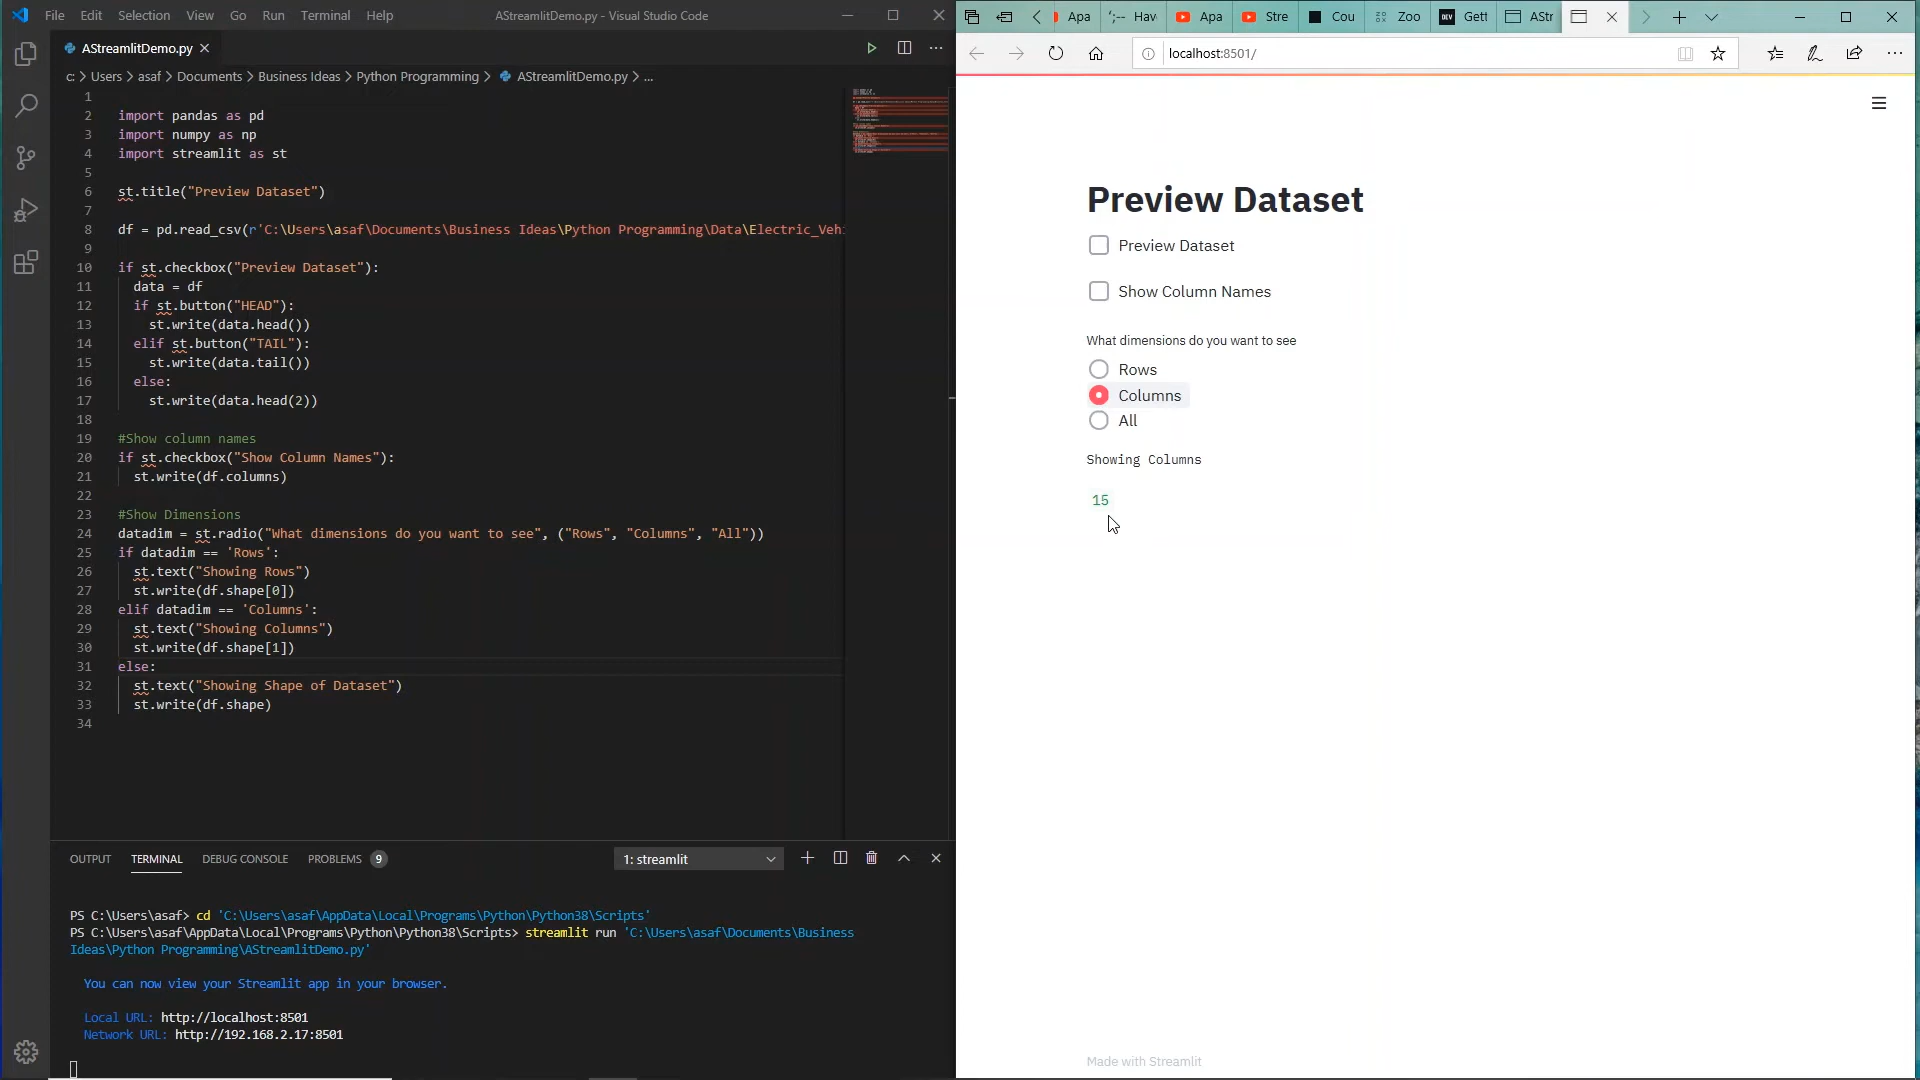 File Edit Selection View Go Run Terminal Help AStreamlitDemo.py - Visual Studio Code
AStreamlitDemo.py
c: > Users > asaf > Documents > Business Ideas > Python Programming > AStreamlitDemo.py > ...
1
2 import pandas as pd
3 import numpy as np
4 import streamlit as st
5
6 st.title("Preview Dataset")
7
8 df = pd.read_csv(r'C:\Users\asaf\Documents\Business Ideas\Python Programming\Data\Electric_Vehi
9
10 if st.checkbox("Preview Dataset"):
11 data = df
12 if st.button("HEAD"):
13 st.write(data.head())
14 elif st.button("TAIL"):
15 st.write(data.tail())
16 else:
17 st.write(data.head(2))
18
19 #Show column names
20 if st.checkbox("Show Column Names"):
21 st.write(df.columns)
22
23 #Show Dimensions
24 datadim = st.radio("What dimensions do you want to see", ("Rows", "Columns", "All"))
25 if datadim == 'Rows':
26 st.text("Showing Rows")
27 st.write(df.shape[0])
28 elif datadim == 'Columns':
29 st.text("Showing Columns")
30 st.write(df.shape[1])
31 else:
32 st.text("Showing Shape of Dataset")
33 st.write(df.shape)
34
OUTPUT TERMINAL DEBUG CONSOLE PROBLEMS 9 1: streamlit
PS C:\Users\asaf> cd 'C:\Users\asaf\AppData\Local\Programs\Python\Python38\Scripts'
PS C:\Users\asaf\AppData\Local\Programs\Python\Python38\Scripts> streamlit run 'C:\Users\asaf\Documents\Business
Ideas\Python Programming\AStreamlitDemo.py'
You can now view your Streamlit app in your browser.
Local URL: http://localhost:8501
Network URL: http://192.168.2.17:8501
Apa Hav Apa Stre Cou Zoo DEV Gett AStr
localhost:8501/
Preview Dataset
Preview Dataset
Show Column Names
What dimensions do you want to see
Rows
Columns
All
Showing Columns
15
Made with Streamlit